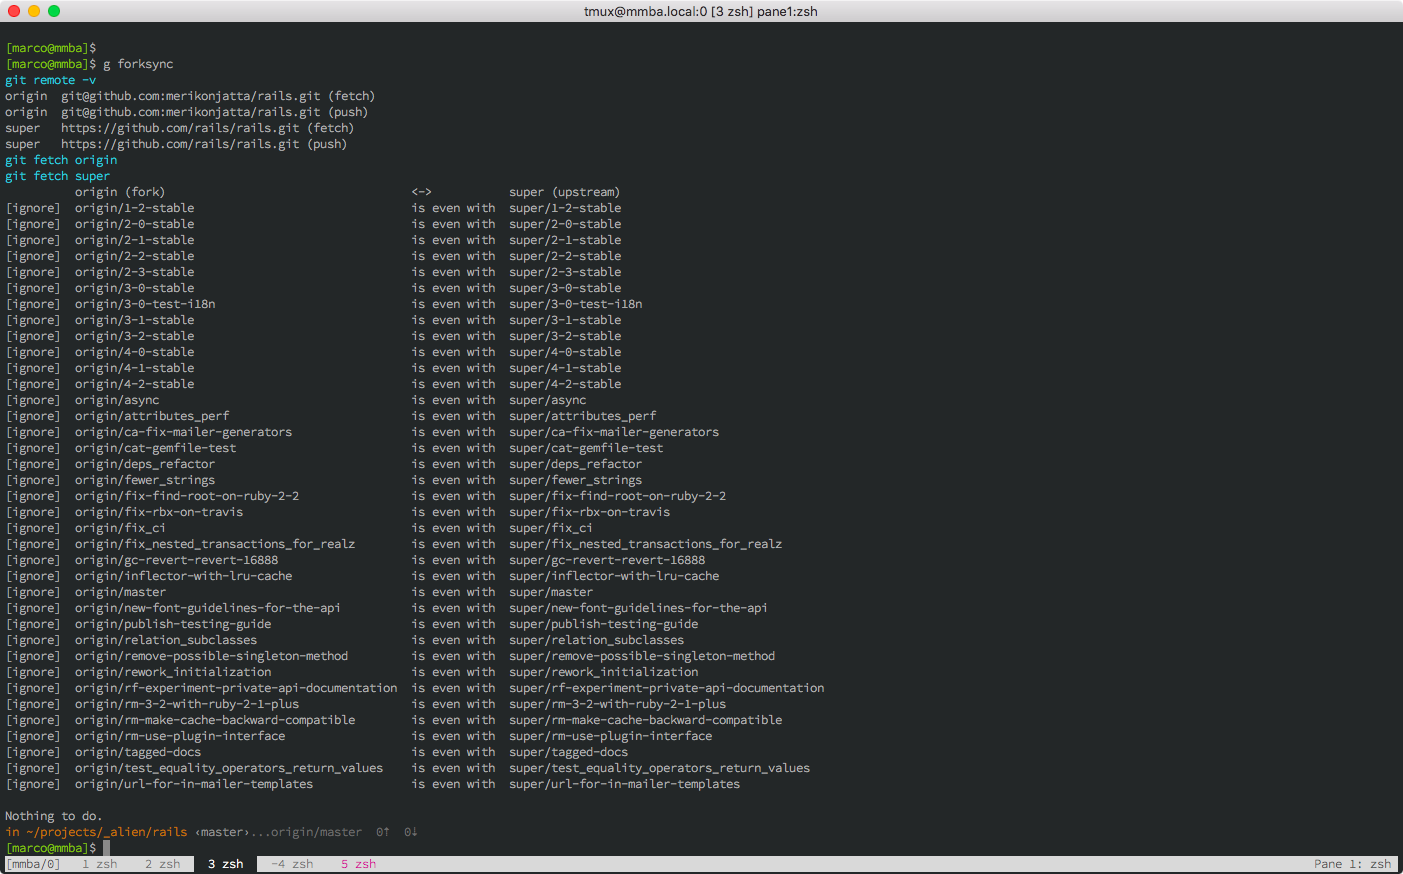 tmux@mmba.local:0 [3 zsh] pane1:zsh
[marco@mmba]$
[marco@mmba]$ g forksync
git remote -v
origin  git@github.com:merikonjatta/rails.git (fetch)
origin  git@github.com:merikonjatta/rails.git (push)
super   https://github.com/rails/rails.git (fetch)
super   https://github.com/rails/rails.git (push)
git fetch origin
git fetch super
          origin (fork)                                   <->           super (upstream)
[ignore]  origin/1-2-stable                               is even with  super/1-2-stable
[ignore]  origin/2-0-stable                               is even with  super/2-0-stable
[ignore]  origin/2-1-stable                               is even with  super/2-1-stable
[ignore]  origin/2-2-stable                               is even with  super/2-2-stable
[ignore]  origin/2-3-stable                               is even with  super/2-3-stable
[ignore]  origin/3-0-stable                               is even with  super/3-0-stable
[ignore]  origin/3-0-test-i18n                            is even with  super/3-0-test-i18n
[ignore]  origin/3-1-stable                               is even with  super/3-1-stable
[ignore]  origin/3-2-stable                               is even with  super/3-2-stable
[ignore]  origin/4-0-stable                               is even with  super/4-0-stable
[ignore]  origin/4-1-stable                               is even with  super/4-1-stable
[ignore]  origin/4-2-stable                               is even with  super/4-2-stable
[ignore]  origin/async                                    is even with  super/async
[ignore]  origin/attributes_perf                          is even with  super/attributes_perf
[ignore]  origin/ca-fix-mailer-generators                 is even with  super/ca-fix-mailer-generators
[ignore]  origin/cat-gemfile-test                         is even with  super/cat-gemfile-test
[ignore]  origin/deps_refactor                            is even with  super/deps_refactor
[ignore]  origin/fewer_strings                            is even with  super/fewer_strings
[ignore]  origin/fix-find-root-on-ruby-2-2                is even with  super/fix-find-root-on-ruby-2-2
[ignore]  origin/fix-rbx-on-travis                        is even with  super/fix-rbx-on-travis
[ignore]  origin/fix_ci                                   is even with  super/fix_ci
[ignore]  origin/fix_nested_transactions_for_realz        is even with  super/fix_nested_transactions_for_realz
[ignore]  origin/gc-revert-revert-16888                   is even with  super/gc-revert-revert-16888
[ignore]  origin/inflector-with-lru-cache                 is even with  super/inflector-with-lru-cache
[ignore]  origin/master                                   is even with  super/master
[ignore]  origin/new-font-guidelines-for-the-api          is even with  super/new-font-guidelines-for-the-api
[ignore]  origin/publish-testing-guide                    is even with  super/publish-testing-guide
[ignore]  origin/relation_subclasses                      is even with  super/relation_subclasses
[ignore]  origin/remove-possible-singleton-method         is even with  super/remove-possible-singleton-method
[ignore]  origin/rework_initialization                    is even with  super/rework_initialization
[ignore]  origin/rf-experiment-private-api-documentation  is even with  super/rf-experiment-private-api-documentation
[ignore]  origin/rm-3-2-with-ruby-2-1-plus                is even with  super/rm-3-2-with-ruby-2-1-plus
[ignore]  origin/rm-make-cache-backward-compatible        is even with  super/rm-make-cache-backward-compatible
[ignore]  origin/rm-use-plugin-interface                  is even with  super/rm-use-plugin-interface
[ignore]  origin/tagged-docs                              is even with  super/tagged-docs
[ignore]  origin/test_equality_operators_return_values    is even with  super/test_equality_operators_return_values
[ignore]  origin/url-for-in-mailer-templates              is even with  super/url-for-in-mailer-templates
Nothing to do.
in ~/projects/_alien/rails ‹master›...origin/master  0↑  0↓
[marco@mmba]$
[mmba/0]   1 zsh    2 zsh    3 zsh    -4 zsh    5 zsh    Pane 1: zsh